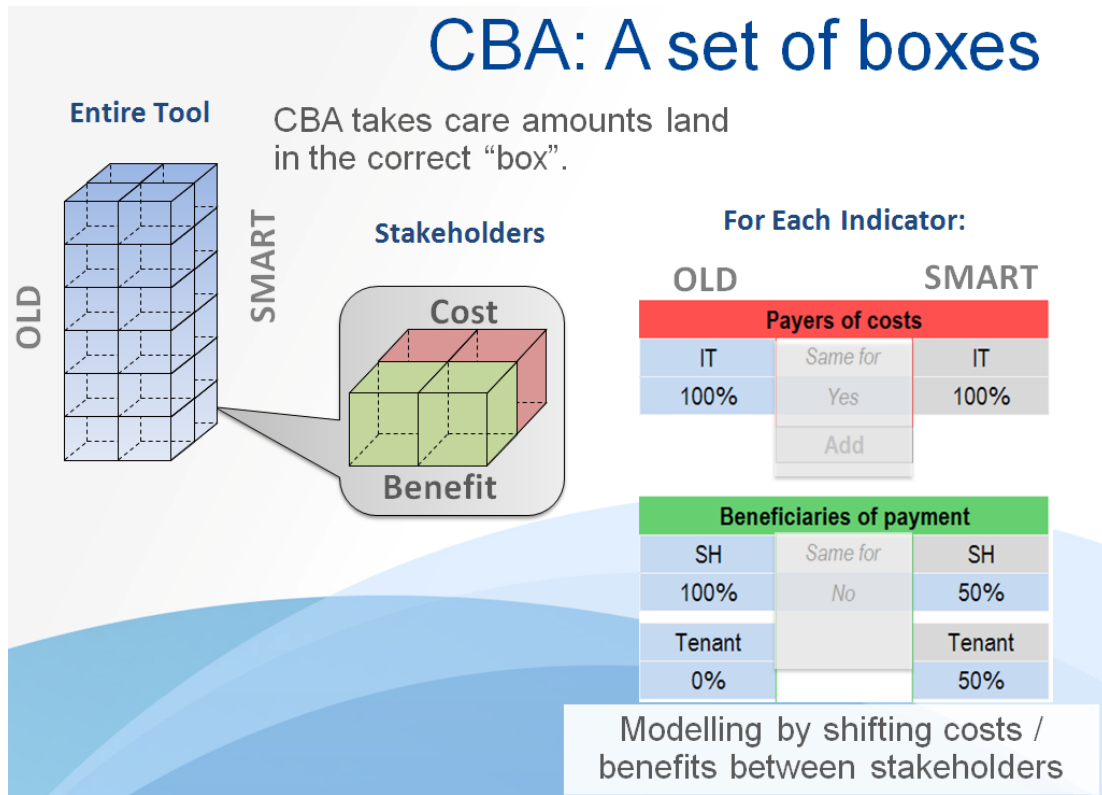 CBA: A set of boxes
Entire Tool
CBA takes care amounts land
in the correct “box”.
OLD
SMART
Stakeholders
Cost
Benefit
For Each Indicator:
OLD
SMART
Payers of costs
IT
Same for
IT
100%
Yes
100%
Add
Beneficiaries of payment
SH
Same for
SH
100%
No
50%
Tenant
Tenant
0%
50%
Modelling by shifting costs /
benefits between stakeholders